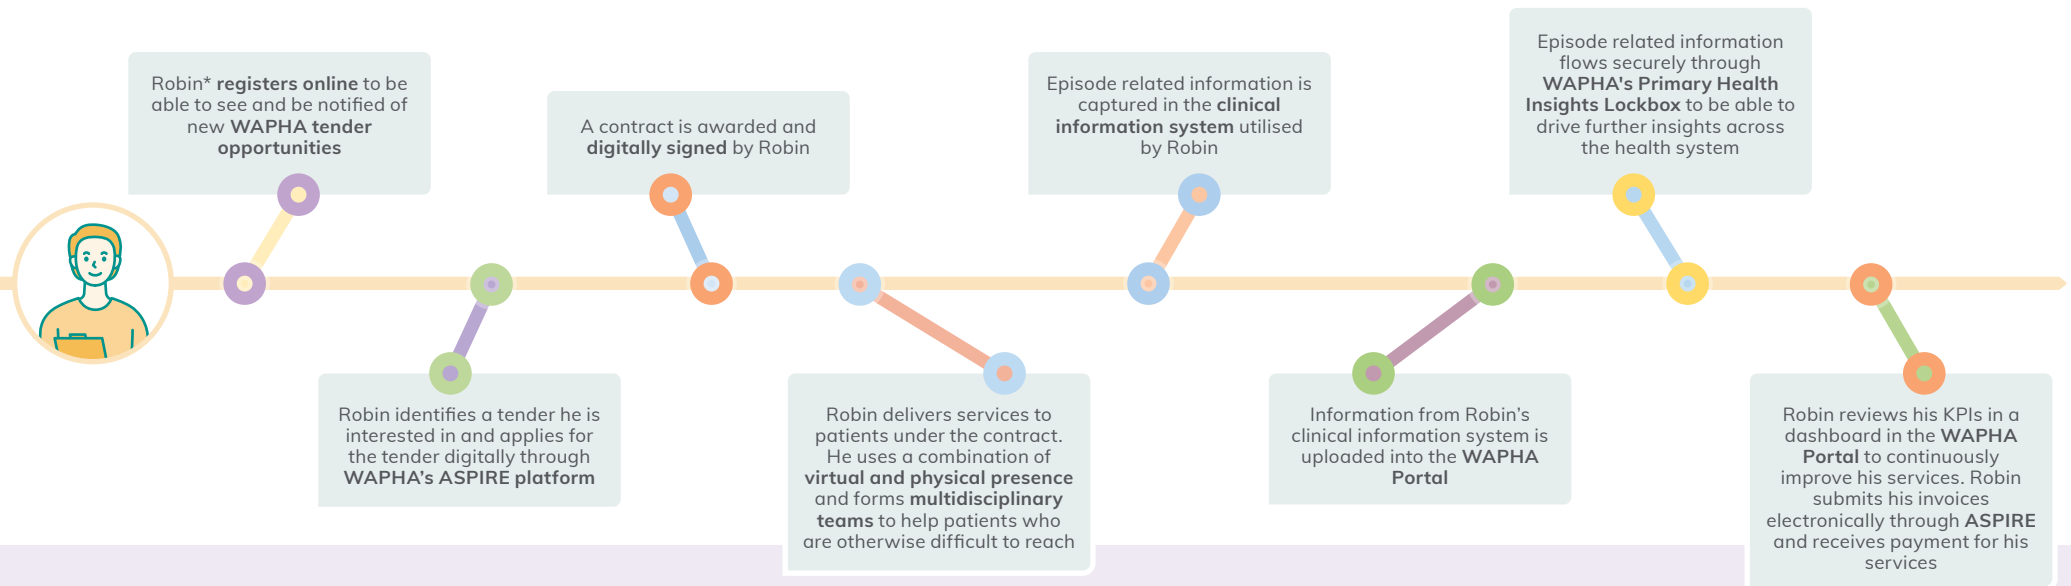 Robin* registers online to be
able to see and be notified of
new WAPHA tender
opportunities
Robin identifies a tender he is
interested in and applies for
the tender digitally through
WAPHA’s ASPIRE platform
A contract is awarded and
digitally signed by Robin
Robin delivers services to
patients under the contract.
He uses a combination of
virtual and physical presence
and forms multidisciplinary
teams to help patients who
are otherwise difficult to reach
Episode related information is
captured in the clinical
information system utilised
by Robin
Information from Robin’s
clinical information system is
uploaded into the WAPHA
Portal
Episode related information
flows securely through
WAPHA's Primary Health
Insights Lockbox to be able to
drive further insights across
the health system
Robin reviews his KPIs in a
dashboard in the WAPHA
Portal to continuously
improve his services. Robin
submits his invoices
electronically through ASPIRE
and receives payment for his
services